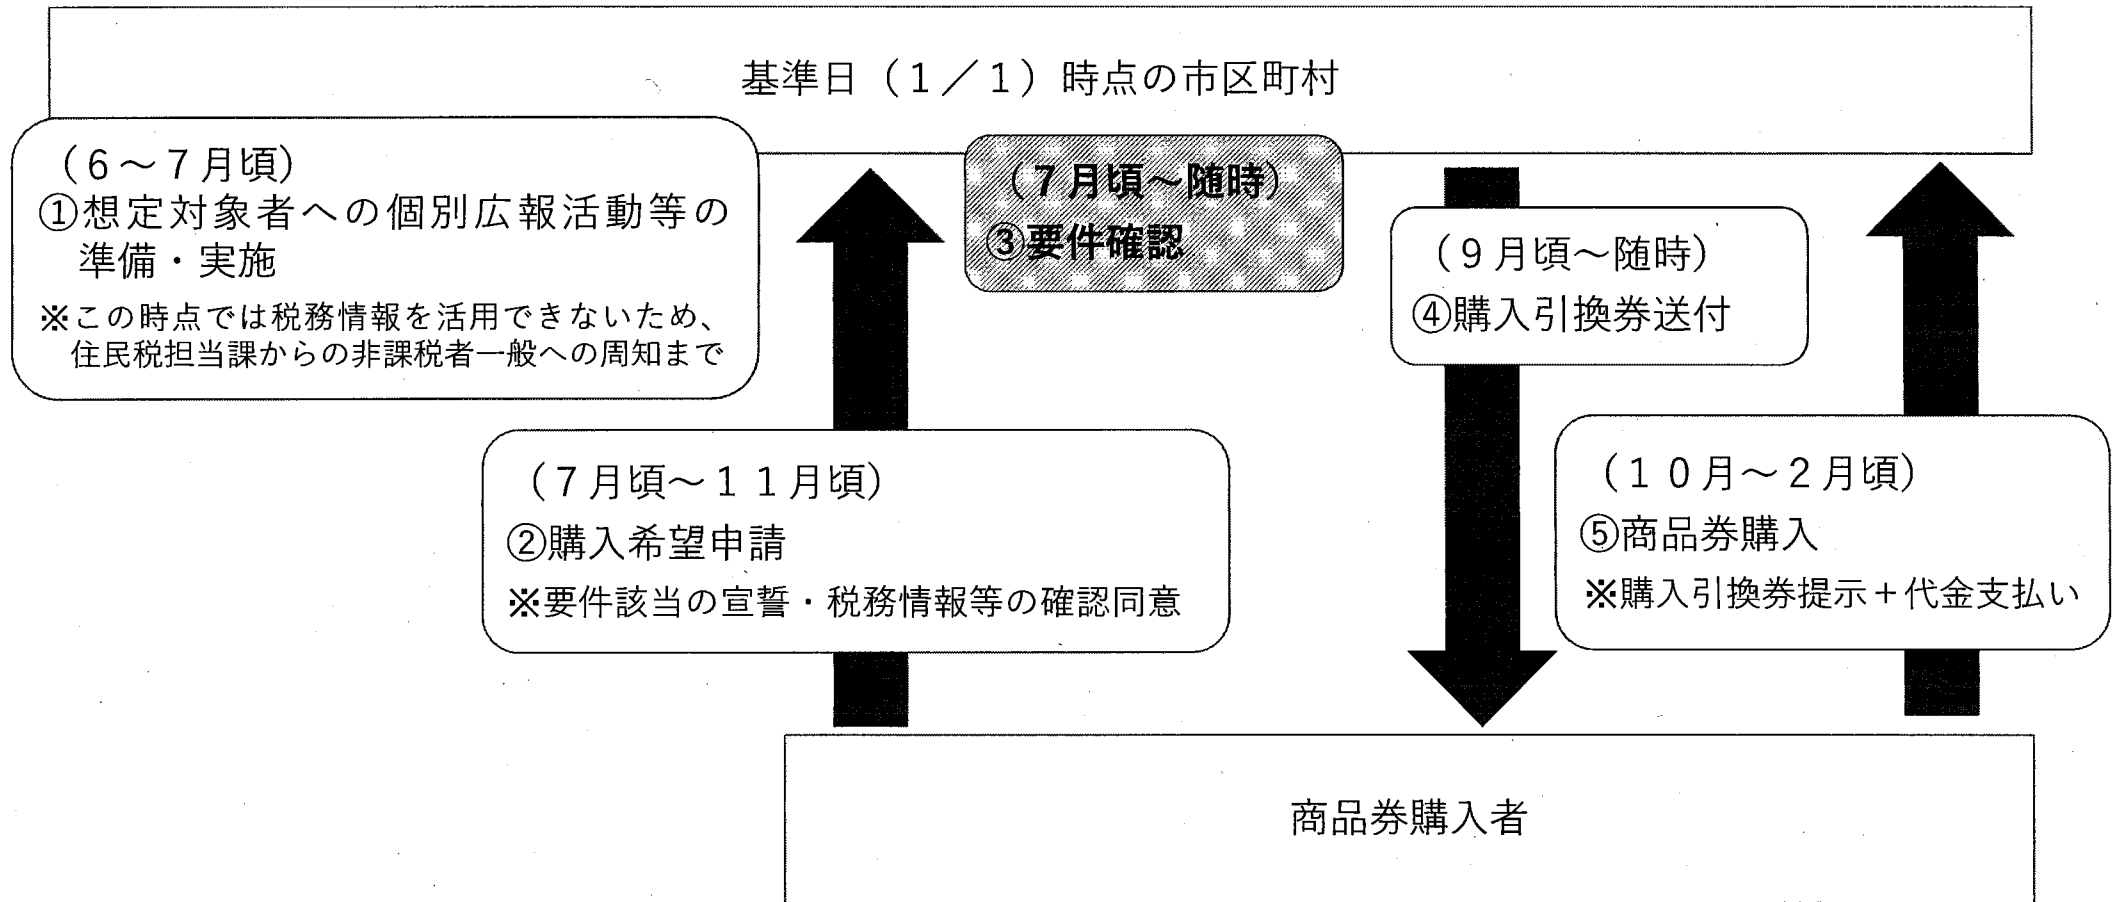 基準日（１／１）時点の市区町村
（６～７月頃）
①想定対象者への個別広報活動等の
準備・実施
※この時点では税務情報を活用できないため、
住民税担当課からの非課税者一般への周知まで
（７月頃～１１月頃）
②購入希望申請
※要件該当の宣誓・税務情報等の確認同意
（７月頃～随時）
③要件確認
（９月頃～随時）
④購入引換券送付
（１０月～２月頃）
⑤商品券購入
※購入引換券提示＋代金支払い
商品券購入者